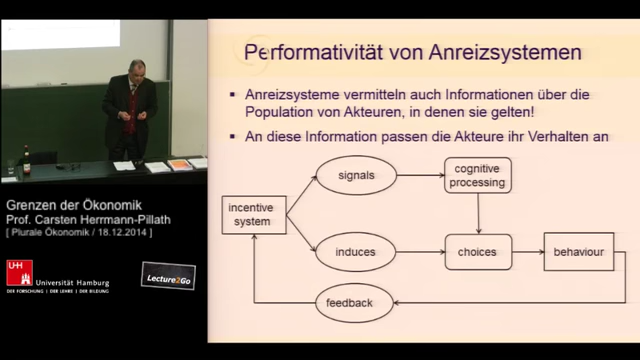 Performativität von Anreizsystemen
Anreizsysteme vermitteln auch Informationen über die
Population von Akteuren, in denen sie gelten!
An diese Information passen die Akteure ihr Verhalten an
signals
cognitive
processing
incentive
system
induces
choices
behaviour
feedback
Grenzen der Ökonomik
Prof. Carsten Herrmann-Pillath
[ Plurale Ökonomik / 18.12.2014 ]
UH
Universität Hamburg
DER FORSCHUNG | DER LEHRE | DER BILDUNG
Lecture2Go